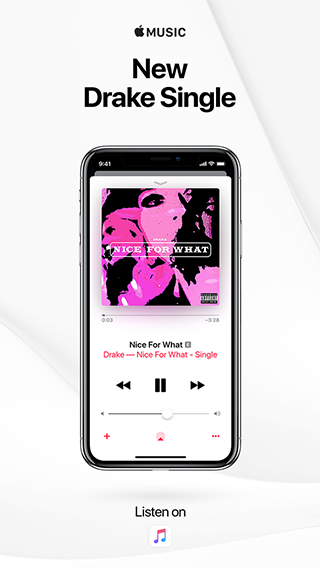 MUSIC
New
Drake Single
9:41
NICE FOR WHAT
PARENTAL
ADVISORY
EXPLICIT CONTENT
0:03
-3:28
Nice For What 🄴
Drake — Nice For What - Single
Listen on